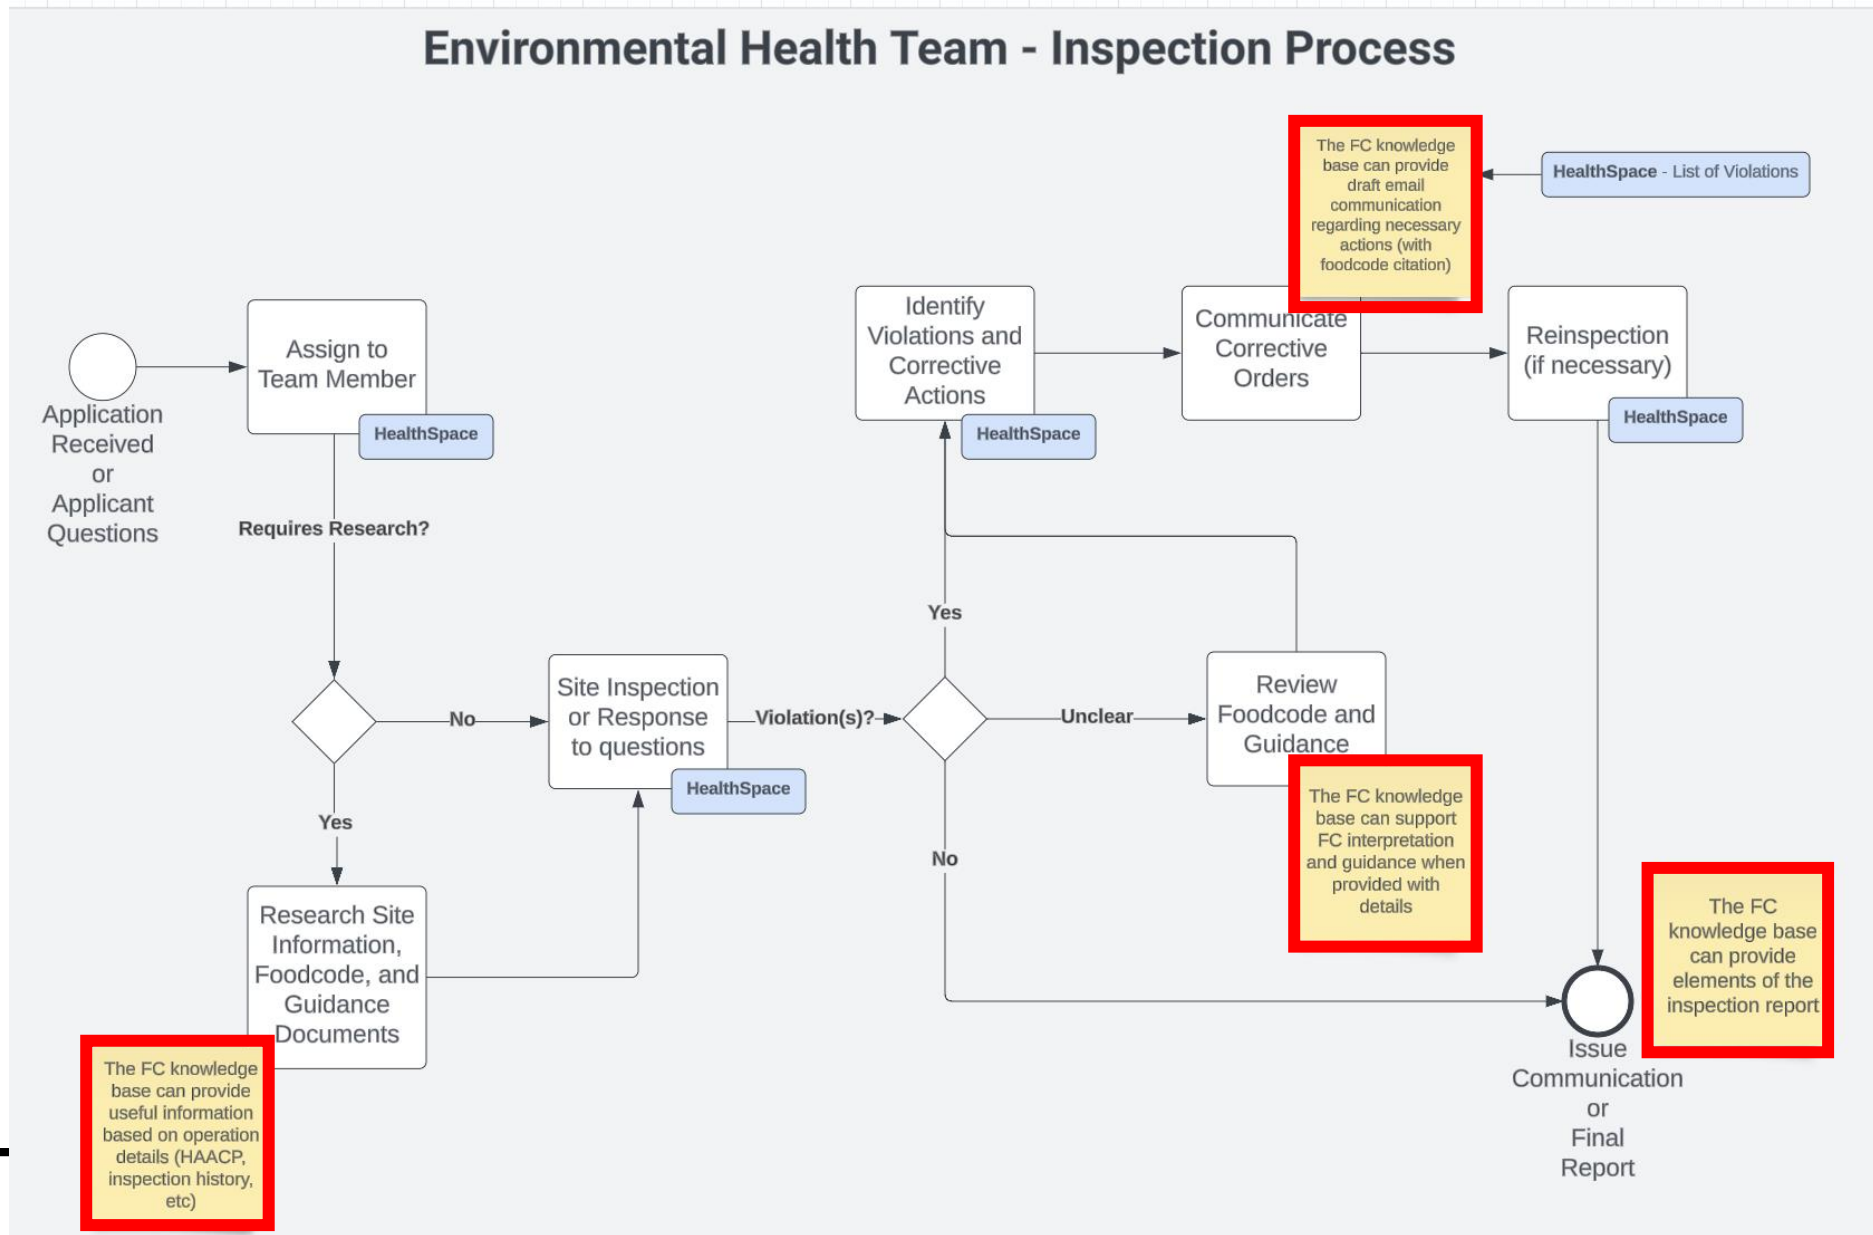 Environmental Health Team - Inspection Process
The FC knowledge
base can provide
draft email
communication
regarding necessary
actions (with
foodcode citation)
HealthSpace - List of Violations
Application
Received
or
Applicant
Questions
Assign to
Team Member
HealthSpace
Requires Research?
No
Yes
Research Site
Information,
Foodcode, and
Guidance
Documents
The FC knowledge
base can provide
useful information
based on operation
details (HAACP,
inspection history,
etc)
Site Inspection
or Response
to questions
HealthSpace
Violation(s)?
Yes
Identify
Violations and
Corrective
Actions
HealthSpace
Communicate
Corrective
Orders
Reinspection
(if necessary)
HealthSpace
Unclear
Review
Foodcode and
Guidance
The FC knowledge
base can support
FC interpretation
and guidance when
provided with
details
No
The FC
knowledge base
can provide
elements of the
inspection report
Issue
Communication
or
Final
Report